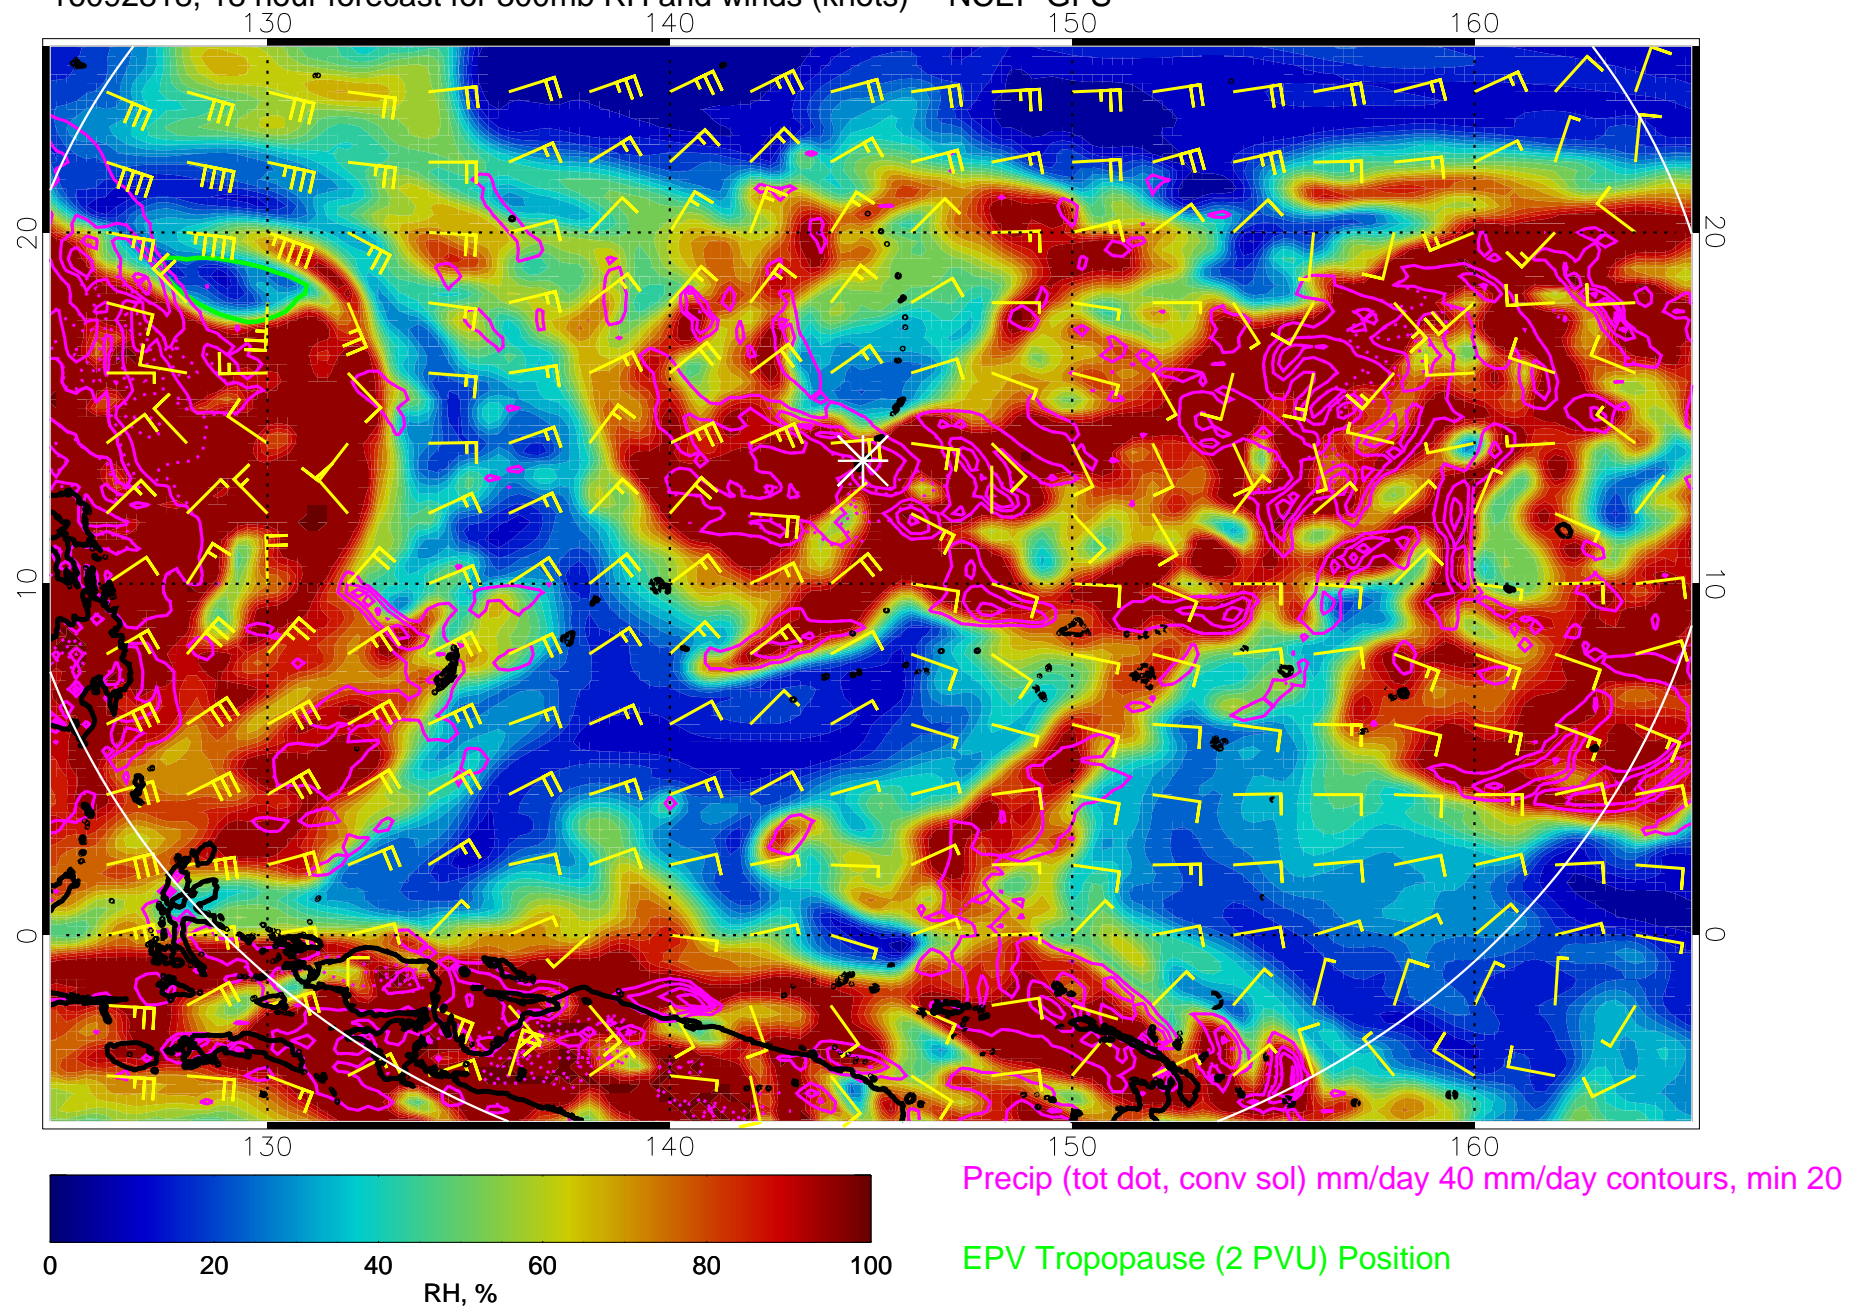 130 140 150 160
20 20
10 10
0 0
130 140 150 160
Precip (tot dot, conv sol) mm/day 40 mm/day contours, min 20
EPV Tropopause (2 PVU) Position
0 20 40 60 80 100
RH, %